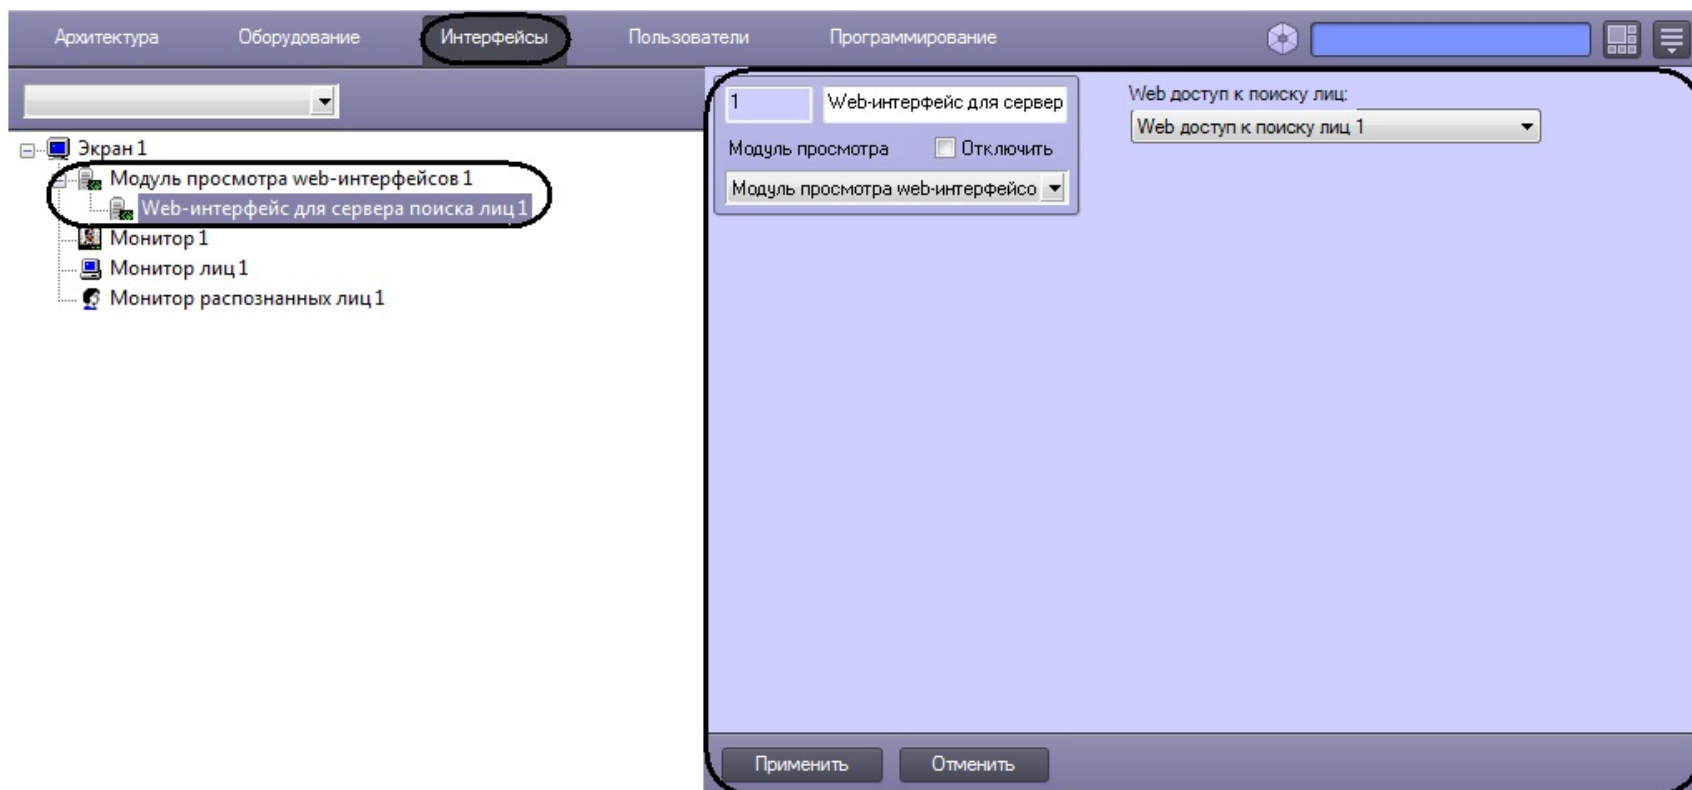 Архитектура Оборудование Интерфейсы Пользователи Программирование
Экран 1
Модуль просмотра web-интерфейсов 1
Web-интерфейс для сервера поиска лиц 1
Монитор 1
Монитор лиц 1
Монитор распознанных лиц 1
1 Web-интерфейс для сервер
Модуль просмотра Отключить
Модуль просмотра web-интерфейсо
Web доступ к поиску лиц:
Web доступ к поиску лиц 1
Применить Отменить